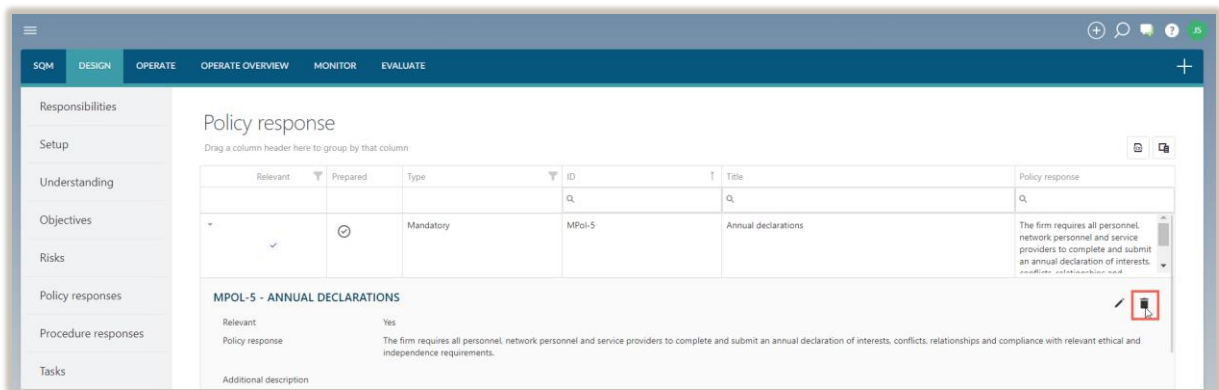 JS
SQM DESIGN OPERATE OPERATE OVERVIEW MONITOR EVALUATE
Responsibilities
Setup
Understanding
Objectives
Risks
Policy responses
Procedure responses
Tasks
Policy response
Drag a column header here to group by that column
Relevant Prepared Type ID Title Policy response
Mandatory MPol-5 Annual declarations
The firm requires all personnel,
network personnel and service
providers to complete and submit
an annual declaration of interests,
conflicts, relationships and
MPOL-5 - ANNUAL DECLARATIONS
Relevant Yes
Policy response The firm requires all personnel, network personnel and service providers to complete and submit an annual declaration of interests, conflicts, relationships and compliance with relevant ethical and
independence requirements.
Additional description